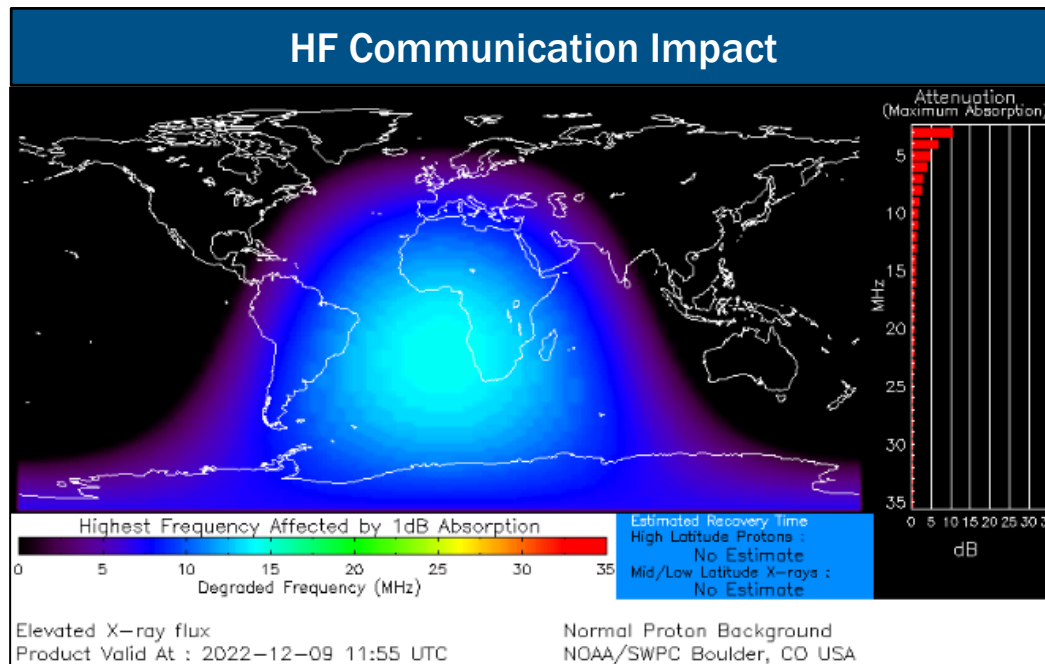 HF Communication Impact
Attenuation
(Maximum Absorption)
5
10
15
MHz
20
25
30
35
0 5 10 15 20 25 30 3
dB
Highest Frequency Affected by 1dB Absorption
0 5 10 15 20 25 30 35
Degraded Frequency (MHz)
Estimated Recovery Time
High Latitude Protons :
No Estimate
Mid/Low Latitude X-rays :
No Estimate
Elevated X-ray flux
Product Valid At : 2022-12-09 11:55 UTC
Normal Proton Background
NOAA/SWPC Boulder, CO USA